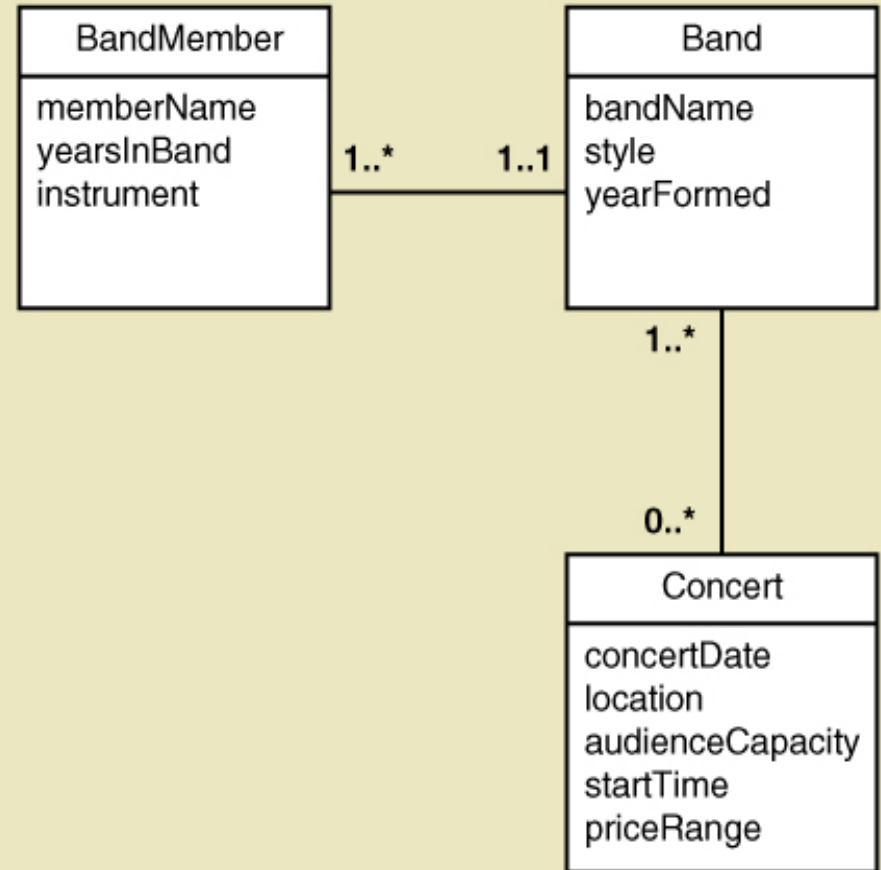 BandMember
memberName
yearsInBand
instrument
1..*
1..1
Band
bandName
style
yearFormed
1..*
0..*
Concert
concertDate
location
audienceCapacity
startTime
priceRange